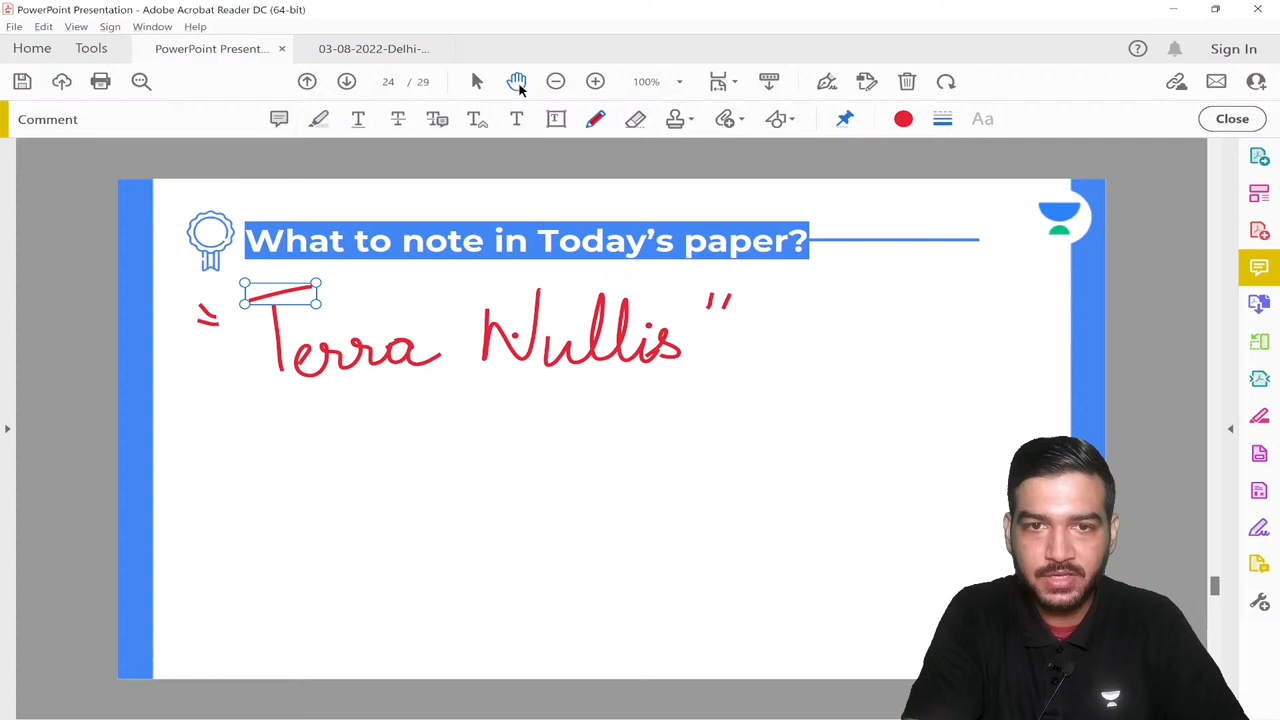 PowerPoint Presentation - Adobe Acrobat Reader DC (64-bit)
File Edit View Sign Window Help
Home Tools PowerPoint Present... × 03-08-2022-Delhi-... Sign In
24 / 29 100%
Comment T T T T T Aa Close
What to note in Today's paper?
"Terra Nullis"